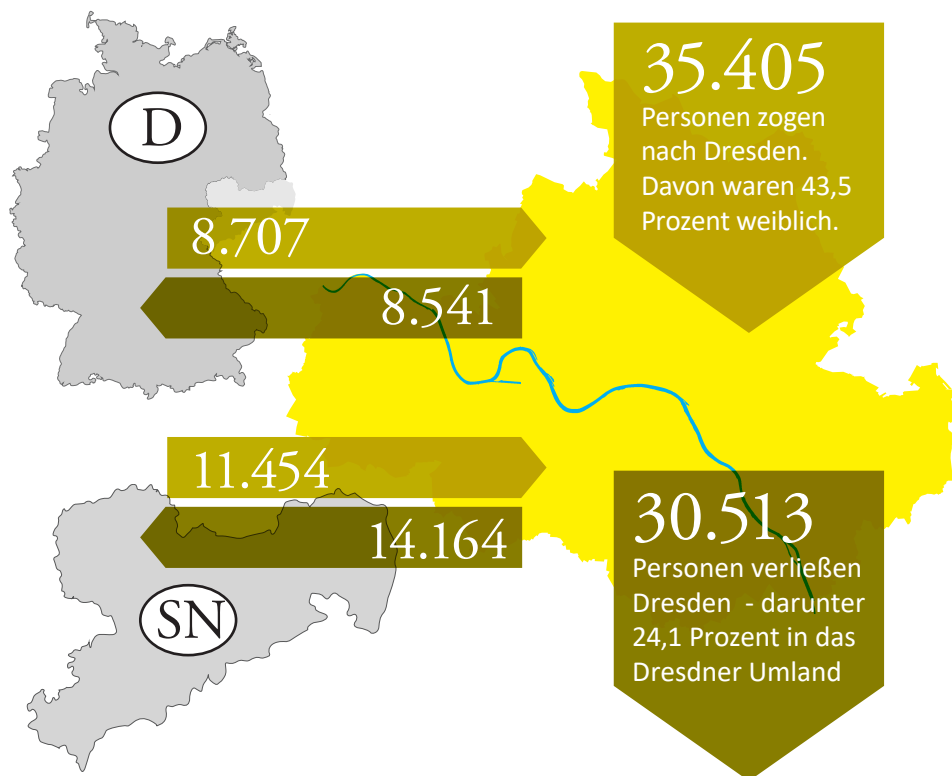 D
8.707
8.541
35.405
Personen zogen
nach Dresden.
Davon waren 43,5
Prozent weiblich.
11.454
14.164
SN
30.513
Personen verließen
Dresden - darunter
24,1 Prozent in das
Dresdner Umland